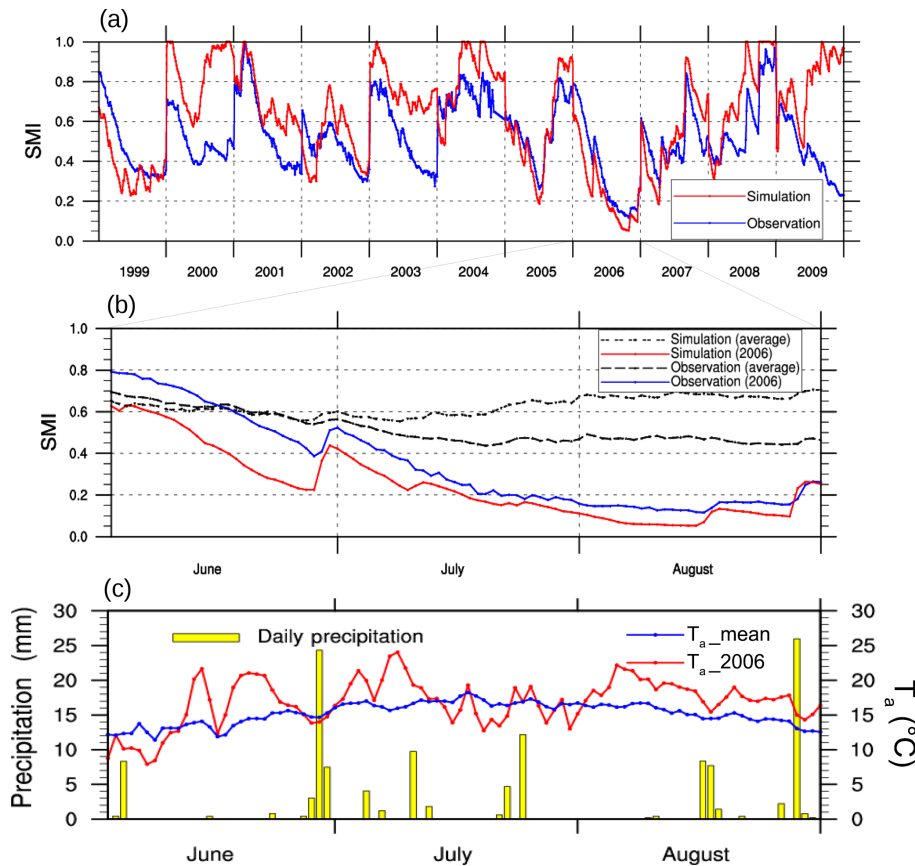 (a)
1.0
0.8
0.6
0.4
0.2
0.0
SMI
Simulation
Observation
1999 2000 2001 2002 2003 2004 2005 2006 2007 2008 2009
(b)
1.0
0.8
0.6
0.4
0.2
0.0
SMI
Simulation (average)
Simulation (2006)
Observation (average)
Observation (2006)
June July August
(c)
30
25
20
15
10
5
0
Precipitation (mm)
Daily precipitation
Ta_mean
Ta_2006
30
25
20
15
10
5
0
Ta (°C)
June July August